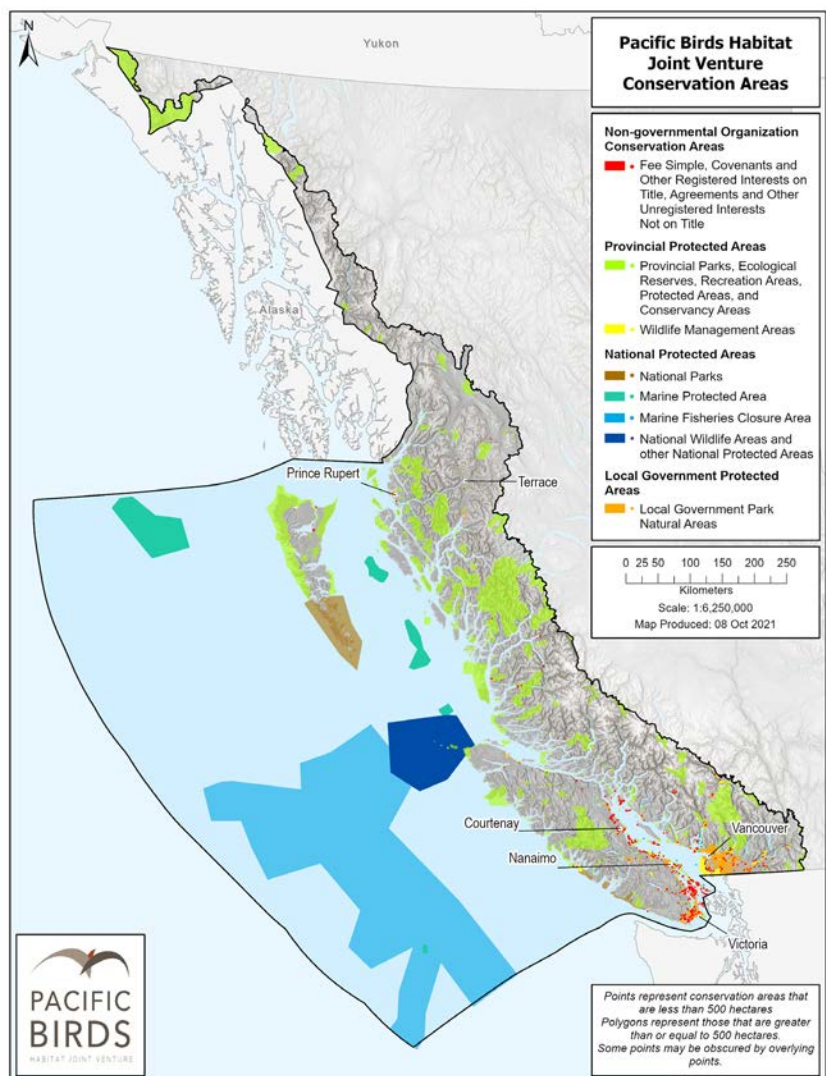 N
Yukon
Pacific Birds Habitat
Joint Venture
Conservation Areas
Non-governmental Organization
Conservation Areas
Fee Simple, Covenants and
Other Registered Interests on
Title, Agreements and Other
Unregistered Interests
Not on Title
Provincial Protected Areas
Provincial Parks, Ecological
Reserves, Recreation Areas,
Protected Areas, and
Conservancy Areas
Wildlife Management Areas
National Protected Areas
National Parks
Marine Protected Area
Marine Fisheries Closure Area
National Wildlife Areas and
other National Protected Areas
Local Government Protected
Areas
Local Government Park
Natural Areas
0 25 50 100 150 200 250
Kilometers
Scale: 1:6,250,000
Map Produced: 08 Oct 2021
Alaska
Prince Rupert
Terrace
Courtenay
Vancouver
Nanaimo
Victoria
PACIFIC
BIRDS
HABITAT JOINT VENTURE
Points represent conservation areas that
are less than 500 hectares
Polygons represent those that are greater
than or equal to 500 hectares.
Some points may be obscured by overlying
points.